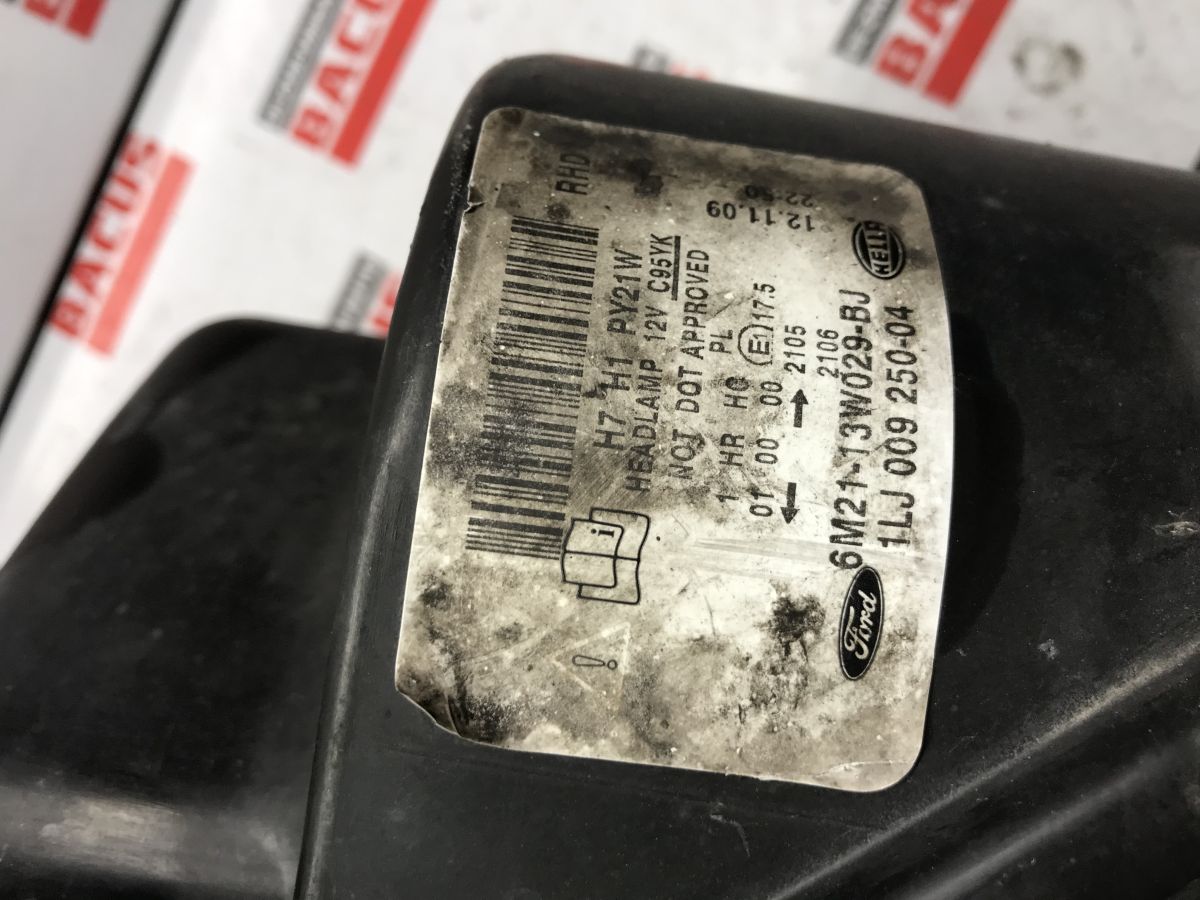 BACUS
BACUS
BACUS
RHD
H7 H1 PY21W
HEADLAMP 12V C95YK
NOT DOT APPROVED
1 HR HC PL
01 00 00 E1 17.5
2105
2106
6M21-13W029-BJ
1LJ 009 250-04
12.11.09
22:50
HELLA
Ford
i
!